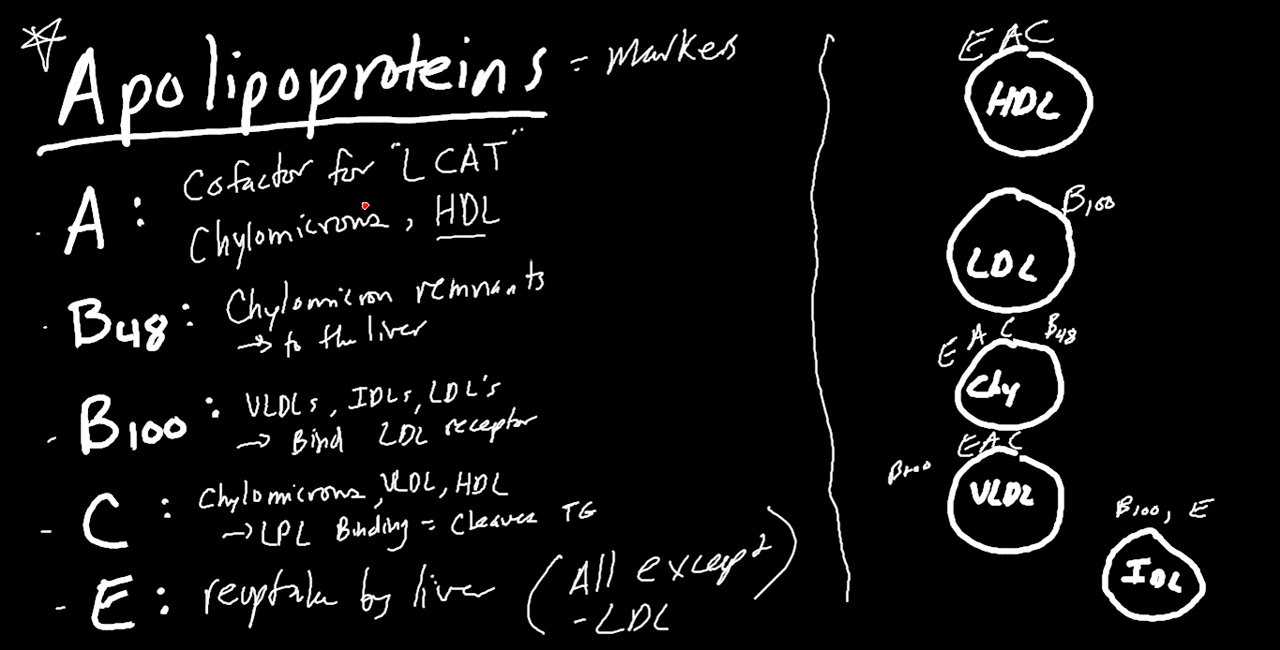 Apolipoproteins = markers
A: Cofactor for "LCAT"
Chylomicrons, HDL
B48: Chylomicron remnants
→ to the liver
B100: VLDLs, IDLs, LDL's
→ Bind LDL receptor
C: Chylomicrons, VLDL, HDL
→ LPL Binding = Cleaves TG
E: reuptake by liver (All except)
- LDL
E A C
HDL
B100
LDL
E A C B48
Chy
B100 E A C
VLDL
B100, E
IDL